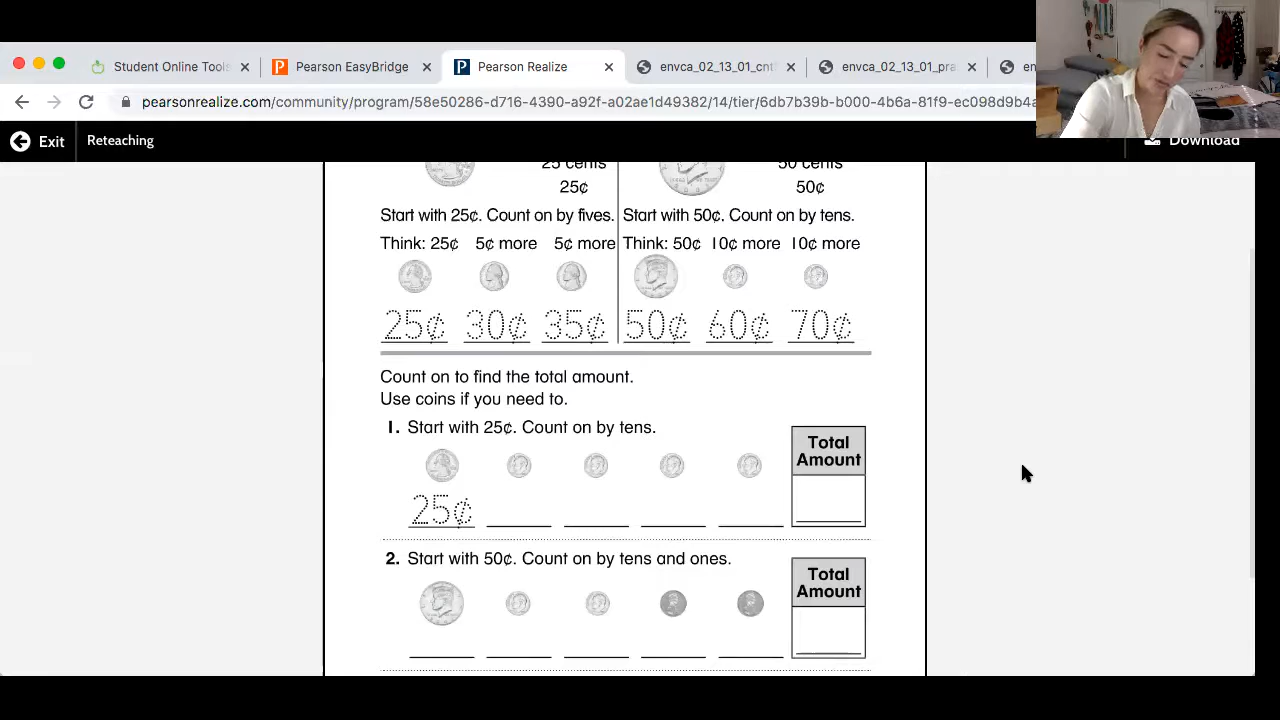 Student Online Tools
Pearson EasyBridge
Pearson Realize
envca_02_13_01_cnt
envca_02_13_01_pra
en
pearsonrealize.com/community/program/58e50286-d716-4390-a92f-a02ae1d49382/14/tier/6db7b39b-b000-4b6a-81f9-ec098d9b4a
Exit
Reteaching
Download
25 cents
50 cents
25¢
50¢
Start with 25¢. Count on by fives.
Start with 50¢. Count on by tens.
Think: 25¢ 5¢ more 5¢ more
Think: 50¢ 10¢ more 10¢ more
25¢ 30¢ 35¢
50¢ 60¢ 70¢
Count on to find the total amount.
Use coins if you need to.
1. Start with 25¢. Count on by tens.
Total
Amount
25¢
2. Start with 50¢. Count on by tens and ones.
Total
Amount